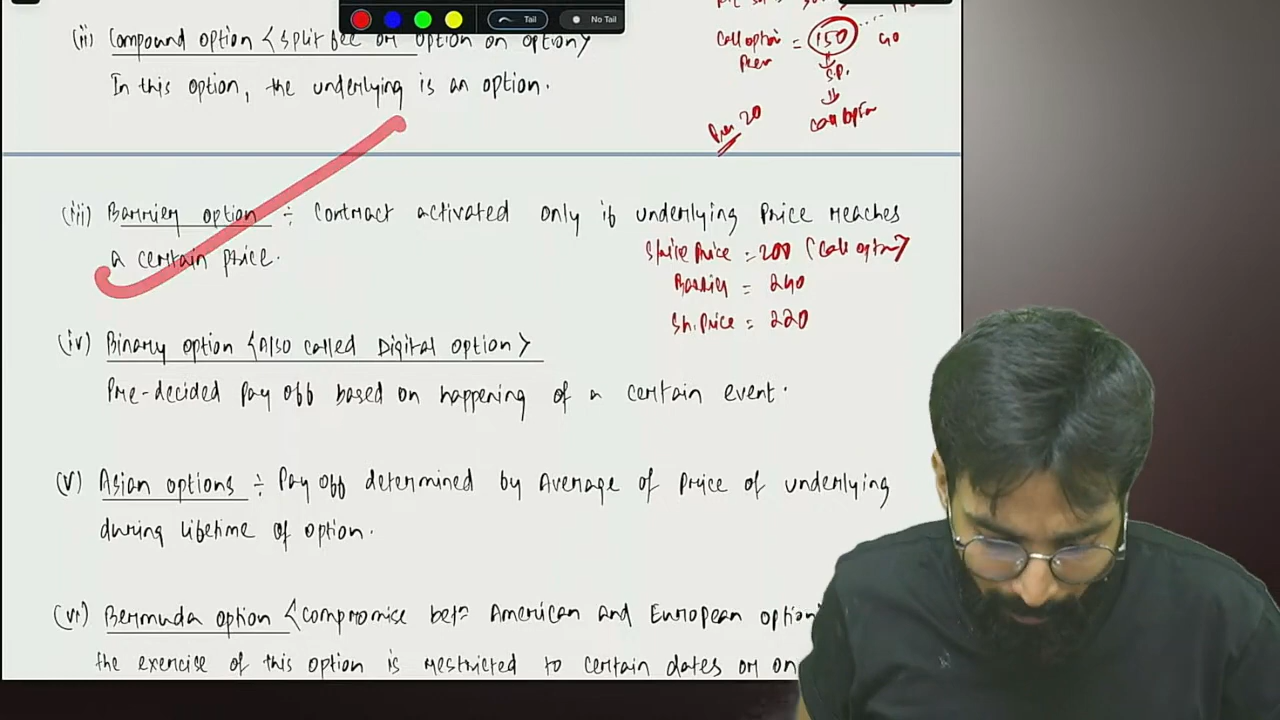 Tail
No Tail
(ii) Compound option <split fee or option on option>
In this option, the underlying is an option.
Call option = 150 90
S.P.
Call option
Prem 20
(iii) Barrier option ÷ Contract activated only if underlying Price reaches
a certain price.
Strike Price = 200 (Call option)
Barrier = 240
Sh. Price = 220
(iv) Binary option <Also called Digital option>
Pre-decided Pay off based on happening of a certain event.
(v) Asian options ÷ Pay off determined by Average of Price of underlying
during lifetime of option.
(vi) Bermuda option <compromise betn American and European option
the exercise of this option is restricted to certain dates or on